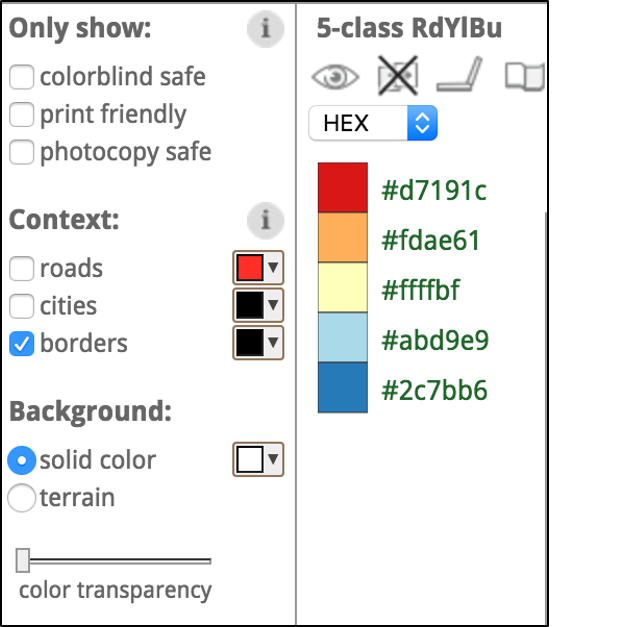 Only show:
i
colorblind safe
print friendly
photocopy safe
Context:
i
roads
cities
borders
Background:
solid color
terrain
color transparency
5-class RdYlBu
HEX
#d7191c
#fdae61
#ffffbf
#abd9e9
#2c7bb6